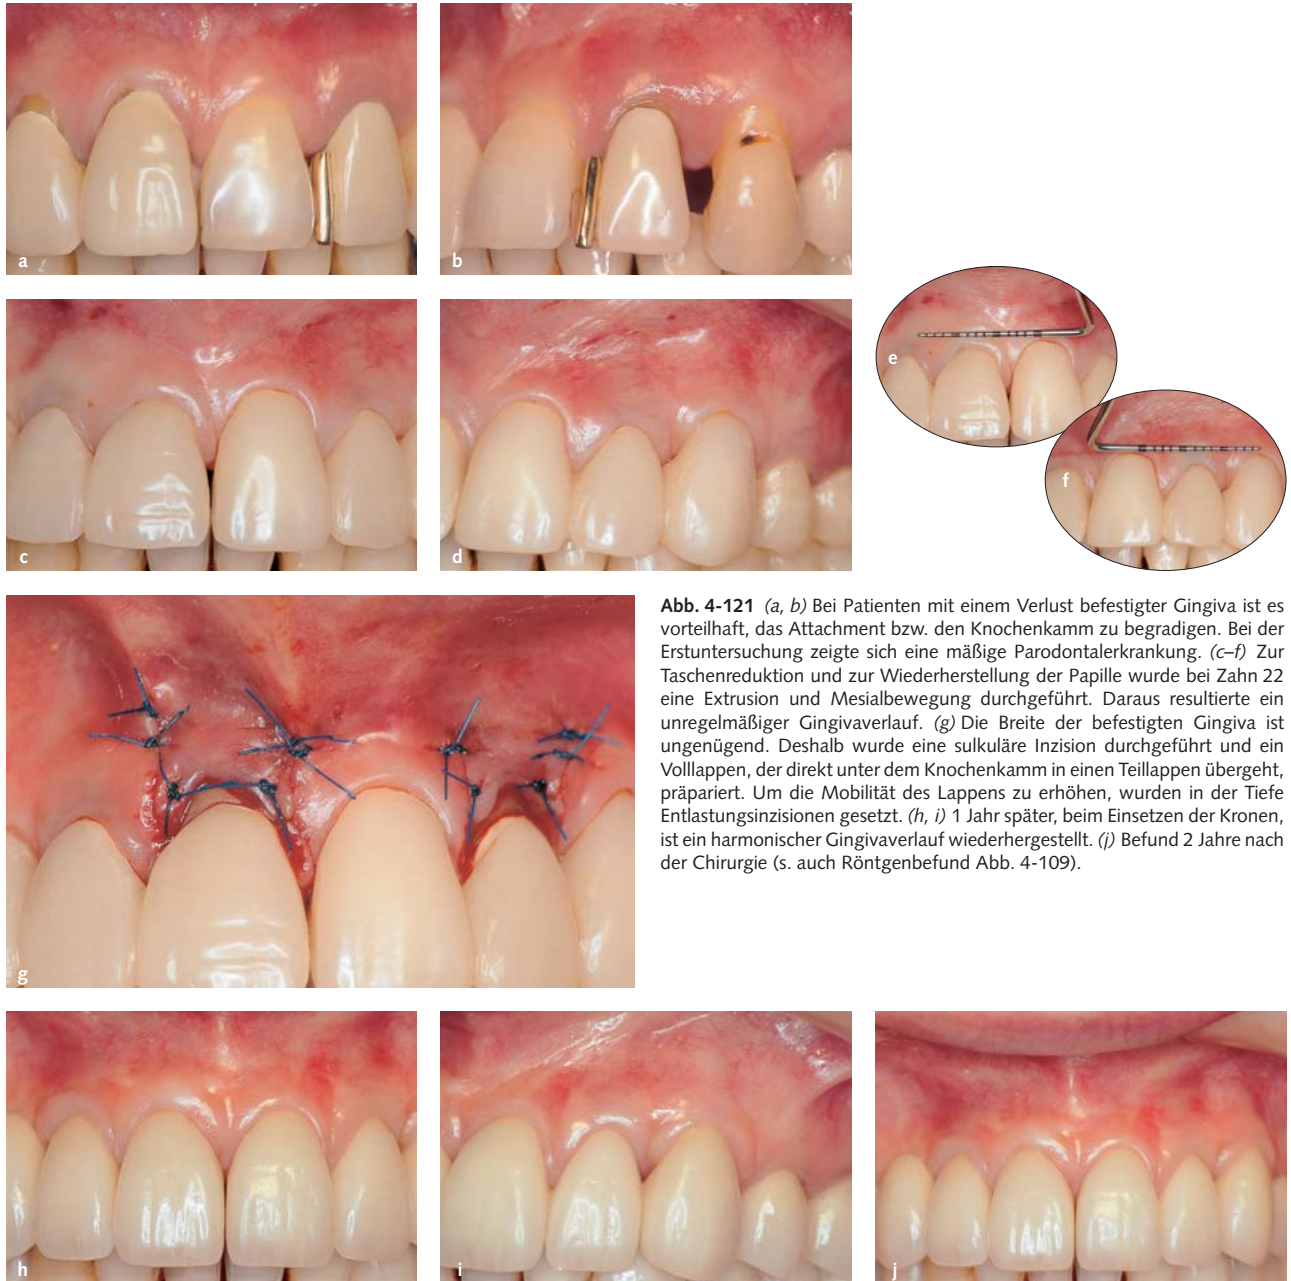 a
b
c
d
e
f
Abb. 4-121 (a, b) Bei Patienten mit einem Verlust befestigter Gingiva ist es
vorteilhaft, das Attachment bzw. den Knochenkamm zu begradigen. Bei der
Erstuntersuchung zeigte sich eine mäßige Parodontalerkrankung. (c–f) Zur
Taschenreduktion und zur Wiederherstellung der Papille wurde bei Zahn 22
eine Extrusion und Mesialbewegung durchgeführt. Daraus resultierte ein
unregelmäßiger Gingivaverlauf. (g) Die Breite der befestigten Gingiva ist
ungenügend. Deshalb wurde eine sulkuläre Inzision durchgeführt und ein
Volllappen, der direkt unter dem Knochenkamm in einen Teillappen übergeht,
präpariert. Um die Mobilität des Lappens zu erhöhen, wurden in der Tiefe
Entlastungsinzisionen gesetzt. (h, i) 1 Jahr später, beim Einsetzen der Kronen,
ist ein harmonischer Gingivaverlauf wiederhergestellt. (j) Befund 2 Jahre nach
der Chirurgie (s. auch Röntgenbefund Abb. 4-109).
g
h
i
j